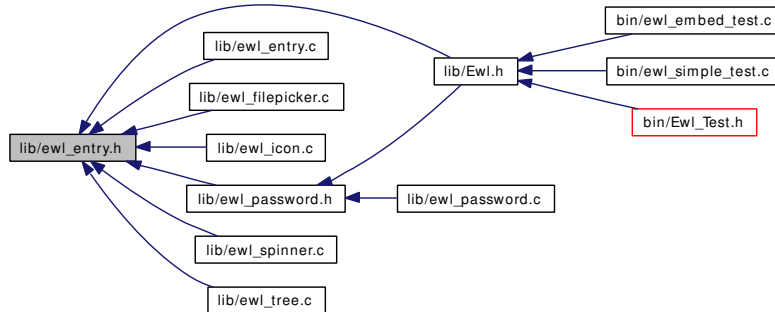 bin/ewl_embed_test.c
lib/ewl_entry.c
lib/Ewl.h
bin/ewl_simple_test.c
lib/ewl_filepicker.c
bin/Ewl_Test.h
lib/ewl_entry.h
lib/ewl_icon.c
lib/ewl_password.h
lib/ewl_password.c
lib/ewl_spinner.c
lib/ewl_tree.c